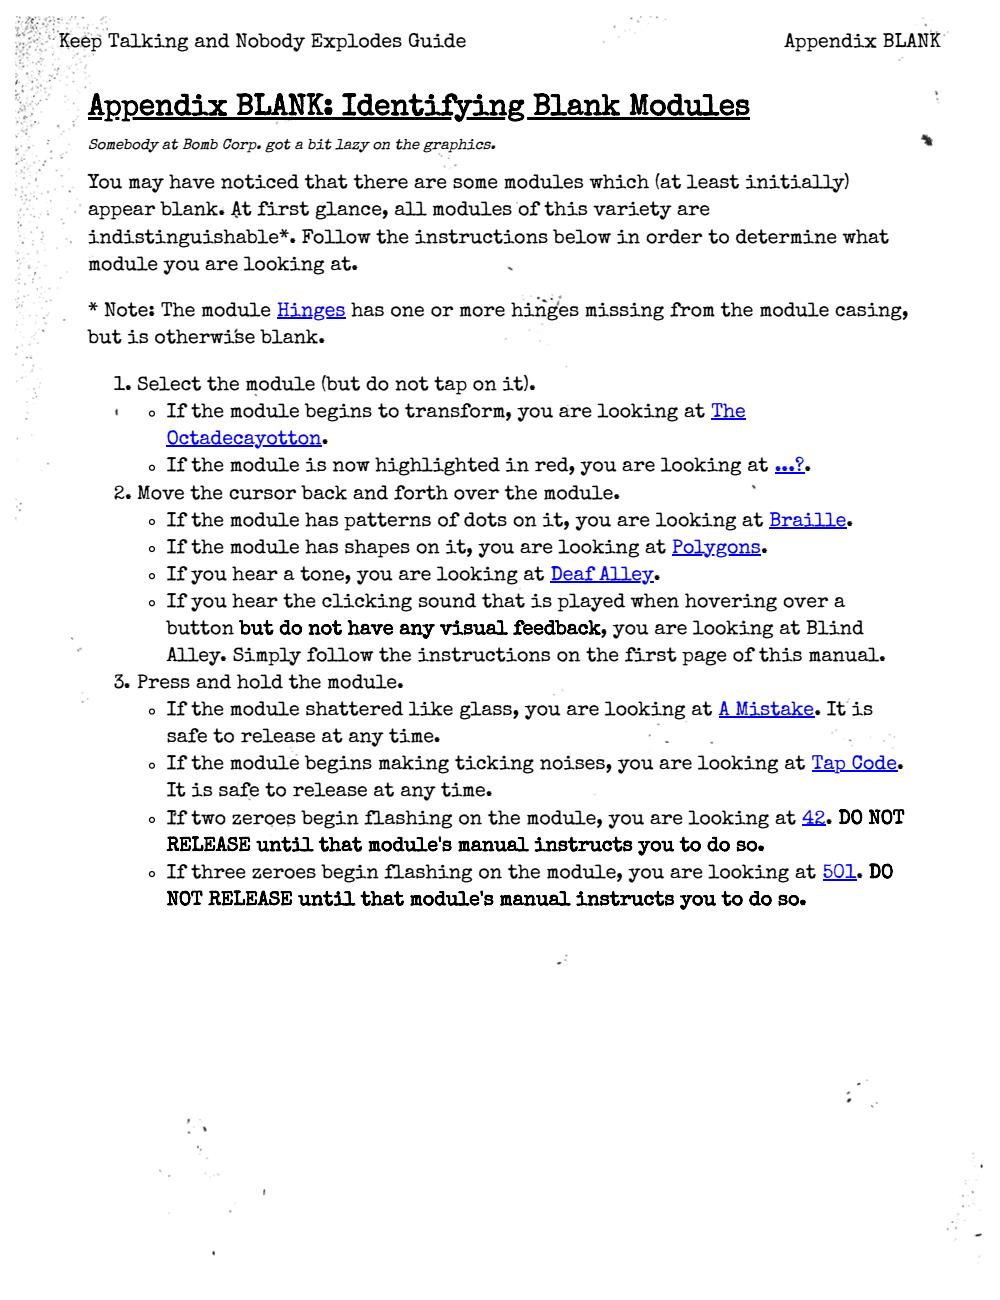 Keep Talking and Nobody Explodes Guide Appendix BLANK
Appendix BLANK: Identifying Blank Modules
Somebody at Bomb Corp. got a bit lazy on the graphics.
You may have noticed that there are some modules which (at least initially)
appear blank. At first glance, all modules of this variety are
indistinguishable*. Follow the instructions below in order to determine what
module you are looking at.
* Note: The module Hinges has one or more hinges missing from the module casing,
but is otherwise blank.
1. Select the module (but do not tap on it).
◦ If the module begins to transform, you are looking at The
Octadecayotton.
◦ If the module is now highlighted in red, you are looking at ...?.
2. Move the cursor back and forth over the module.
◦ If the module has patterns of dots on it, you are looking at Braille.
◦ If the module has shapes on it, you are looking at Polygons.
◦ If you hear a tone, you are looking at Deaf Alley.
◦ If you hear the clicking sound that is played when hovering over a
button but do not have any visual feedback, you are looking at Blind
Alley. Simply follow the instructions on the first page of this manual.
3. Press and hold the module.
◦ If the module shattered like glass, you are looking at A Mistake. It is
safe to release at any time.
◦ If the module begins making ticking noises, you are looking at Tap Code.
It is safe to release at any time.
◦ If two zeroes begin flashing on the module, you are looking at 42. DO NOT
RELEASE until that module's manual instructs you to do so.
◦ If three zeroes begin flashing on the module, you are looking at 501. DO
NOT RELEASE until that module's manual instructs you to do so.